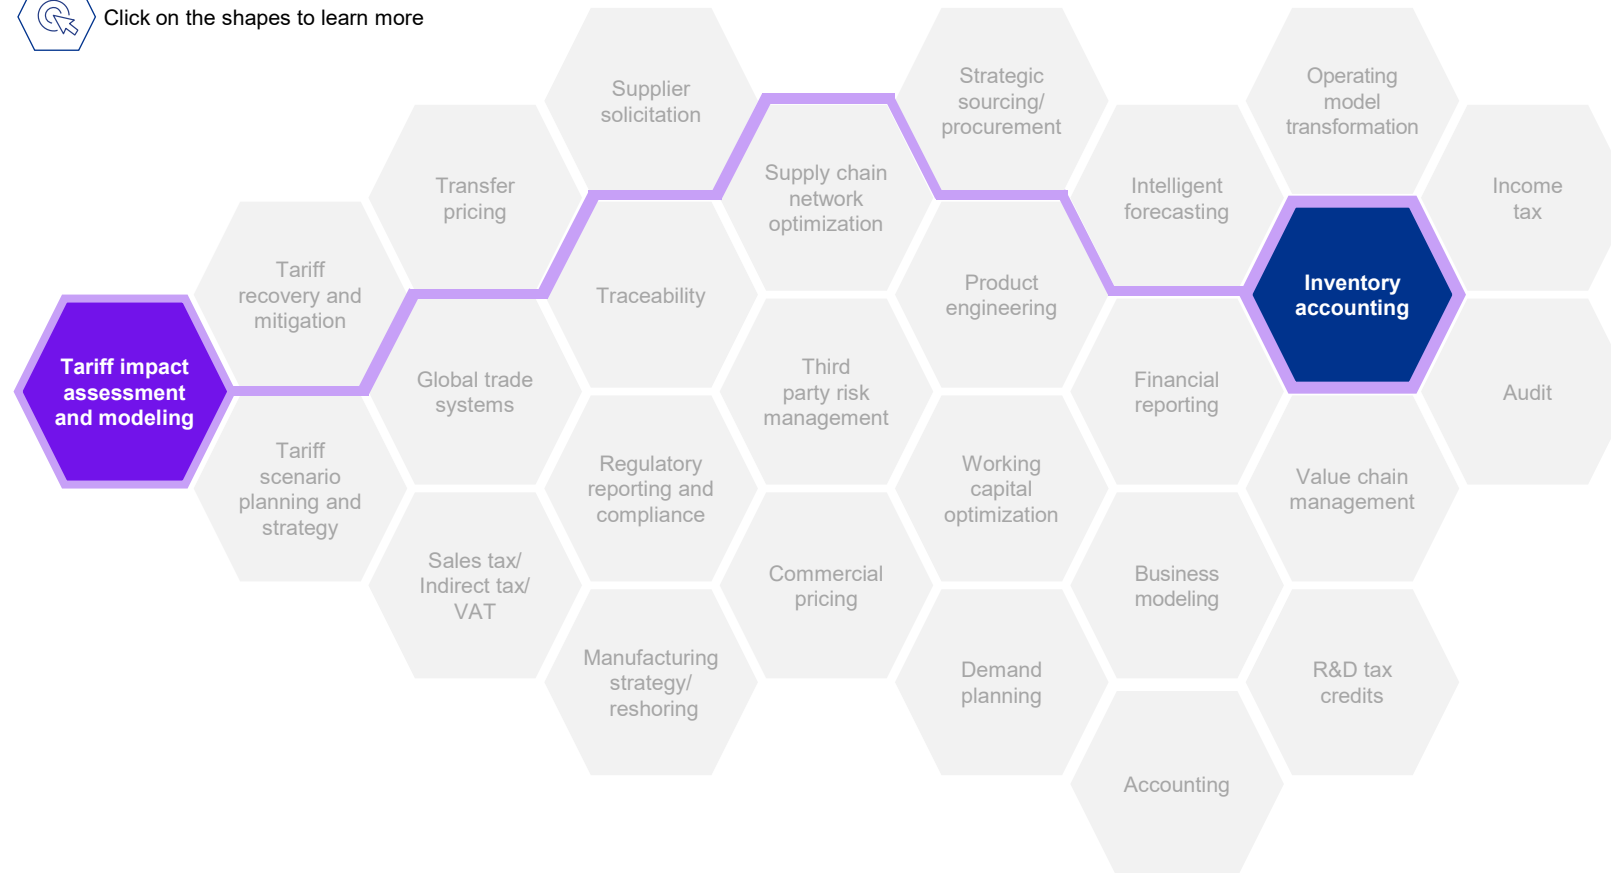 Click on the shapes to learn more
Supplier
solicitation
Strategic
sourcing/
procurement
Operating
model
transformation
Transfer
pricing
Supply chain
network
optimization
Intelligent
forecasting
Income
tax
Tariff
recovery and
mitigation
Traceability
Product
engineering
Inventory
accounting
Tariff impact
assessment
and modeling
Global trade
systems
Third
party risk
management
Financial
reporting
Audit
Tariff
scenario
planning and
strategy
Regulatory
reporting and
compliance
Working
capital
optimization
Value chain
management
Sales tax/
Indirect tax/
VAT
Commercial
pricing
Business
modeling
Manufacturing
strategy/
reshoring
Demand
planning
R&D tax
credits
Accounting